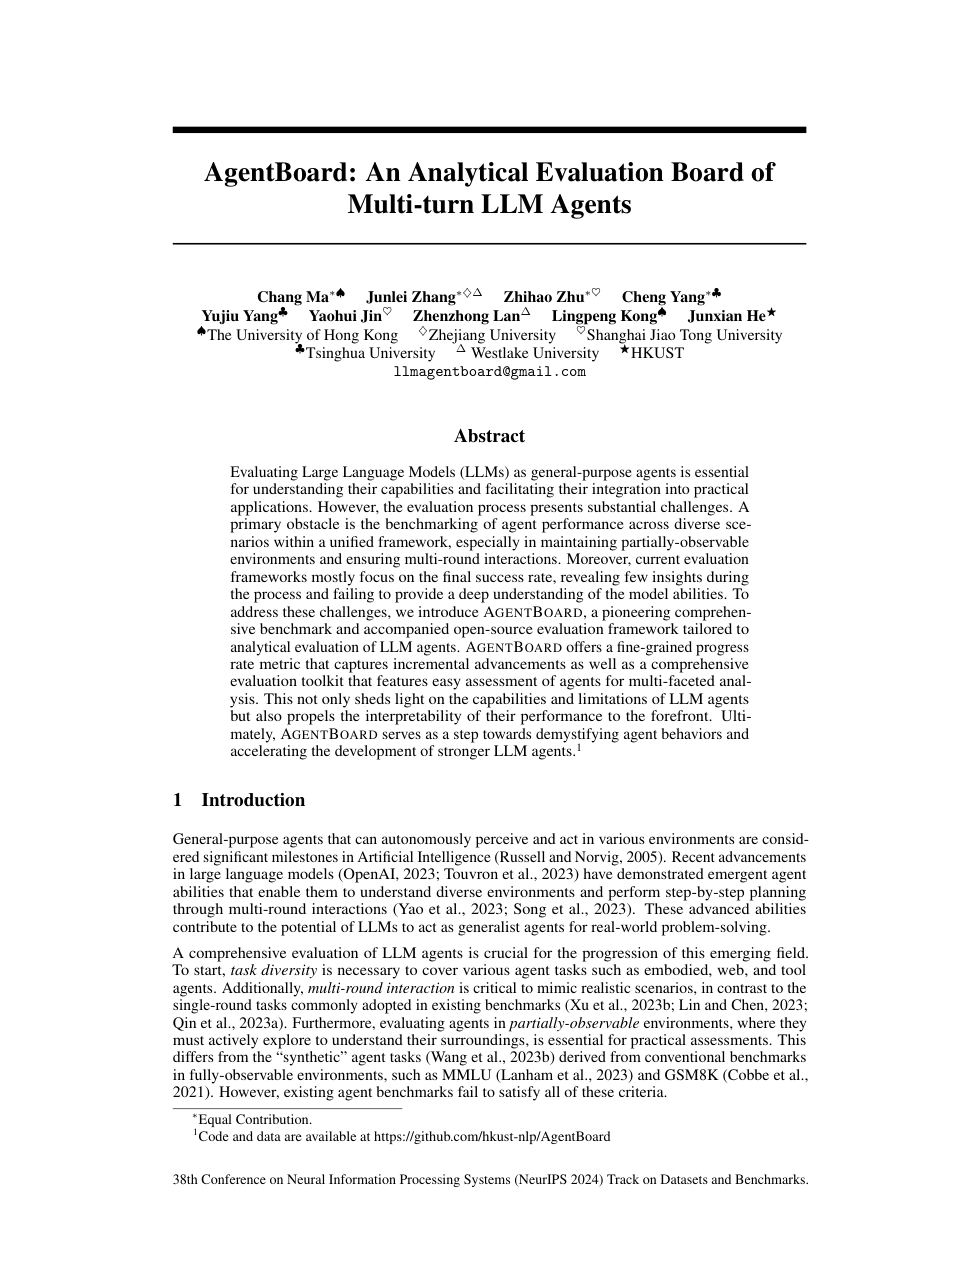 AgentBoard: An Analytical Evaluation Board of
Multi-turn LLM Agents
Chang Ma*♠ Junlei Zhang*♢△ Zhihao Zhu*♡ Cheng Yang*♣
Yujiu Yang♣ Yaohui Jin♡ Zhenzhong Lan△ Lingpeng Kong♠ Junxian He★
♠The University of Hong Kong ♢Zhejiang University ♡Shanghai Jiao Tong University
♣Tsinghua University △ Westlake University ★HKUST
llmagentboard@gmail.com
Abstract
Evaluating Large Language Models (LLMs) as general-purpose agents is essential
for understanding their capabilities and facilitating their integration into practical
applications. However, the evaluation process presents substantial challenges. A
primary obstacle is the benchmarking of agent performance across diverse sce-
narios within a unified framework, especially in maintaining partially-observable
environments and ensuring multi-round interactions. Moreover, current evaluation
frameworks mostly focus on the final success rate, revealing few insights during
the process and failing to provide a deep understanding of the model abilities. To
address these challenges, we introduce AGENTBOARD, a pioneering comprehen-
sive benchmark and accompanied open-source evaluation framework tailored to
analytical evaluation of LLM agents. AGENTBOARD offers a fine-grained progress
rate metric that captures incremental advancements as well as a comprehensive
evaluation toolkit that features easy assessment of agents for multi-faceted anal-
ysis. This not only sheds light on the capabilities and limitations of LLM agents
but also propels the interpretability of their performance to the forefront. Ulti-
mately, AGENTBOARD serves as a step towards demystifying agent behaviors and
accelerating the development of stronger LLM agents.1
1 Introduction
General-purpose agents that can autonomously perceive and act in various environments are consid-
ered significant milestones in Artificial Intelligence (Russell and Norvig, 2005). Recent advancements
in large language models (OpenAI, 2023; Touvron et al., 2023) have demonstrated emergent agent
abilities that enable them to understand diverse environments and perform step-by-step planning
through multi-round interactions (Yao et al., 2023; Song et al., 2023). These advanced abilities
contribute to the potential of LLMs to act as generalist agents for real-world problem-solving.
A comprehensive evaluation of LLM agents is crucial for the progression of this emerging field.
To start, task diversity is necessary to cover various agent tasks such as embodied, web, and tool
agents. Additionally, multi-round interaction is critical to mimic realistic scenarios, in contrast to the
single-round tasks commonly adopted in existing benchmarks (Xu et al., 2023b; Lin and Chen, 2023;
Qin et al., 2023a). Furthermore, evaluating agents in partially-observable environments, where they
must actively explore to understand their surroundings, is essential for practical assessments. This
differs from the “synthetic” agent tasks (Wang et al., 2023b) derived from conventional benchmarks
in fully-observable environments, such as MMLU (Lanham et al., 2023) and GSM8K (Cobbe et al.,
2021). However, existing agent benchmarks fail to satisfy all of these criteria.
*Equal Contribution.
1Code and data are available at https://github.com/hkust-nlp/AgentBoard
38th Conference on Neural Information Processing Systems (NeurIPS 2024) Track on Datasets and Benchmarks.